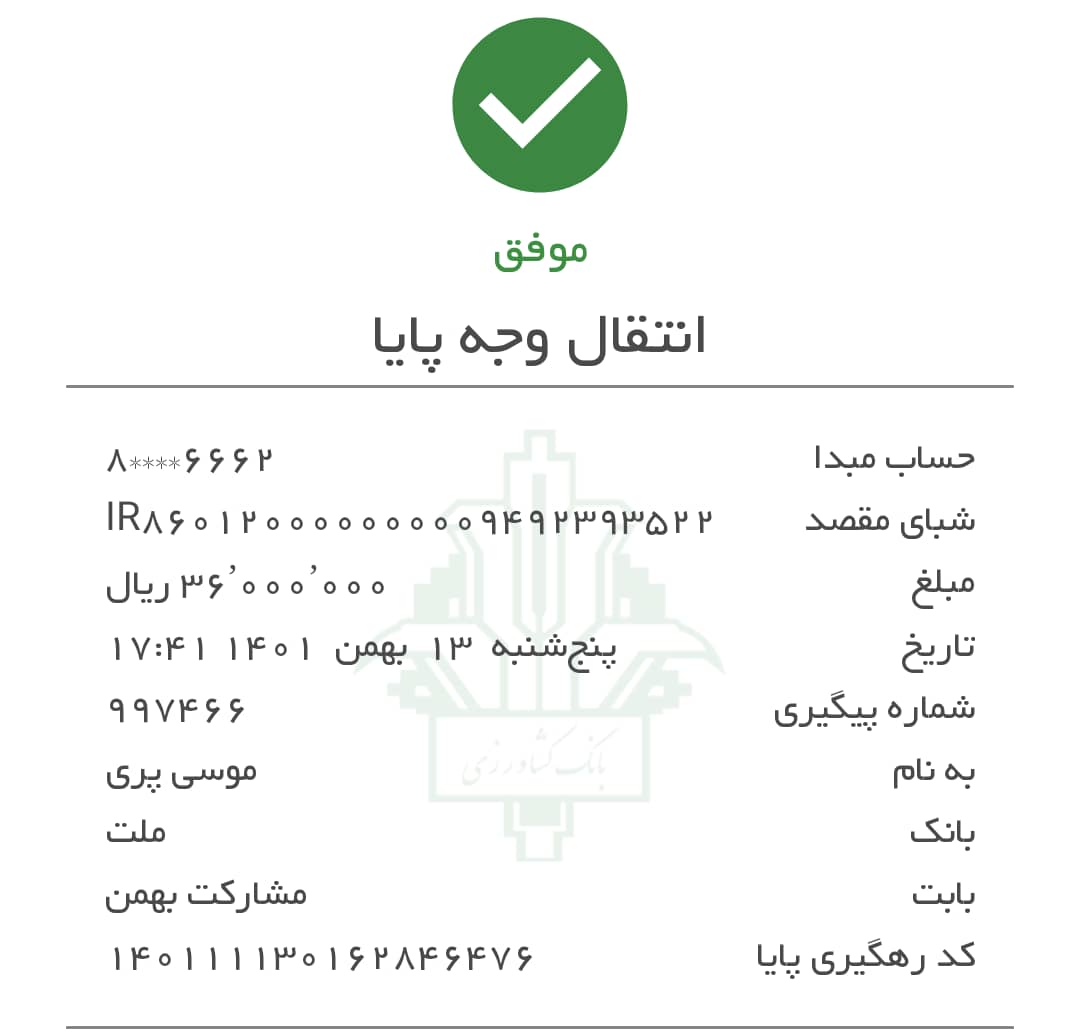 موفق
انتقال وجه پایا
حساب مبدا ۸****۶۶۶۲
شبای مقصد IR۸۶۰۱۲۰۰۰۰۰۰۰۰۰۰۹۴۹۲۳۹۳۵۲۲
مبلغ ۳۶٬۰۰۰٬۰۰۰ ریال
تاریخ پنج‌شنبه ۱۳ بهمن ۱۴۰۱ ۱۷:۴۱
شماره پیگیری ۹۹۷۴۶۶
به نام موسی پری
بانک ملت
بابت مشارکت بهمن
کد رهگیری پایا ۱۴۰۱۱۱۱۳۰۱۶۲۸۴۶۴۷۶
بانک کشاورزی